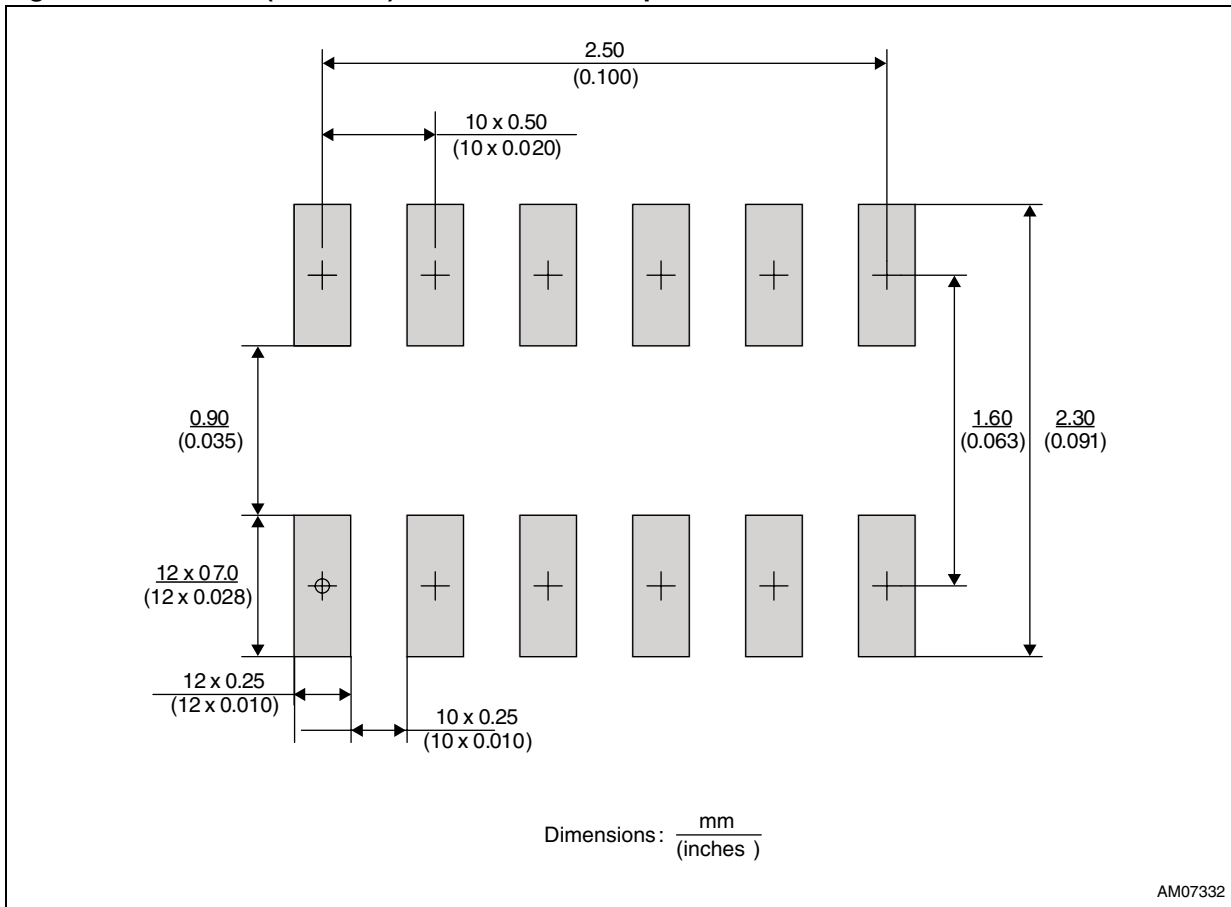 2.50
(0.100)
10 x 0.50
(10 x 0.020)
0.90
(0.035)
1.60
(0.063)
2.30
(0.091)
12 x 07.0
(12 x 0.028)
12 x 0.25
(12 x 0.010)
10 x 0.25
(10 x 0.010)
Dimensions: mm
(inches )
AM07332